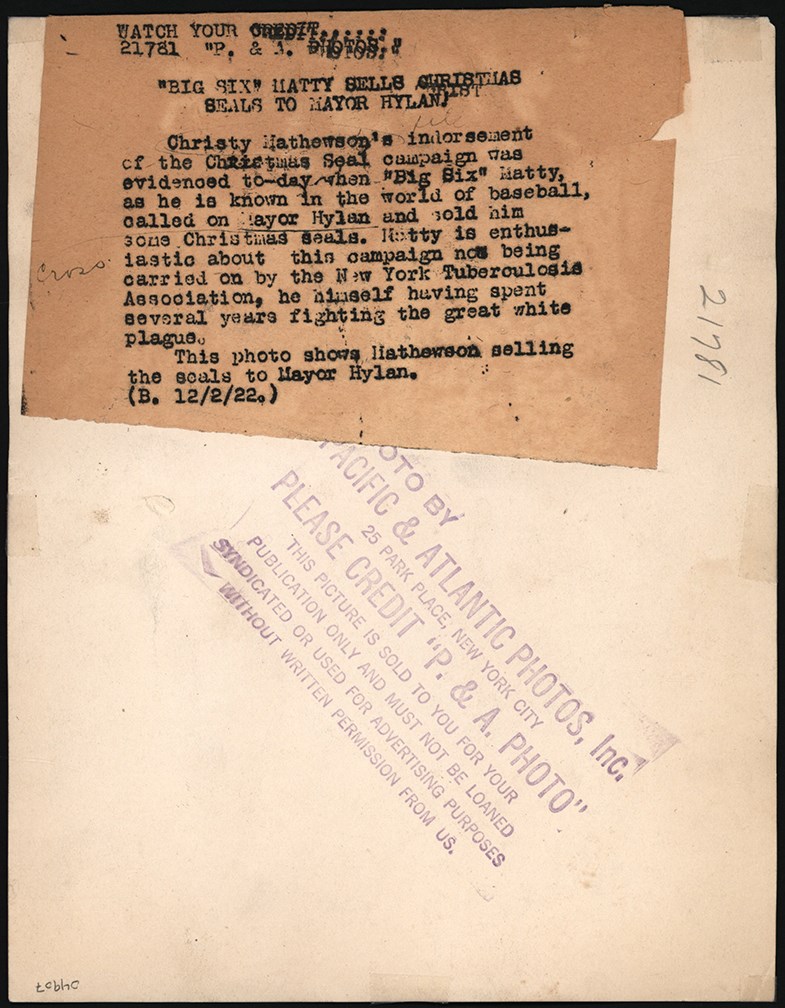 WATCH YOUR CREDIT.......
21781 "P. & A. PHOTOS."
"BIG SIX" MATTY SELLS CHRISTMAS
SEALS TO MAYOR HYLAN.
Christy Mathewson's indorsement
of the Christmas Seal campaign was
evidenced to-day when "Big Six" Matty,
as he is known in the world of baseball,
called on Mayor Hylan and sold him
some Christmas seals. Matty is enthus-
iastic about this campaign now being
carried on by the New York Tuberculosis
Association, he himself having spent
several years fighting the great white
plague.
This photo shows Mathewson selling
the seals to Mayor Hylan.
(B. 12/2/22.)
Cross
21781
OTO BY
PACIFIC & ATLANTIC PHOTOS, Inc.
25 PARK PLACE, NEW YORK CITY
PLEASE CREDIT "P. & A. PHOTO"
THIS PICTURE IS SOLD TO YOU FOR YOUR
PUBLICATION ONLY AND MUST NOT BE LOANED
SYNDICATED OR USED FOR ADVERTISING PURPOSES
WITHOUT WRITTEN PERMISSION FROM US.
24907